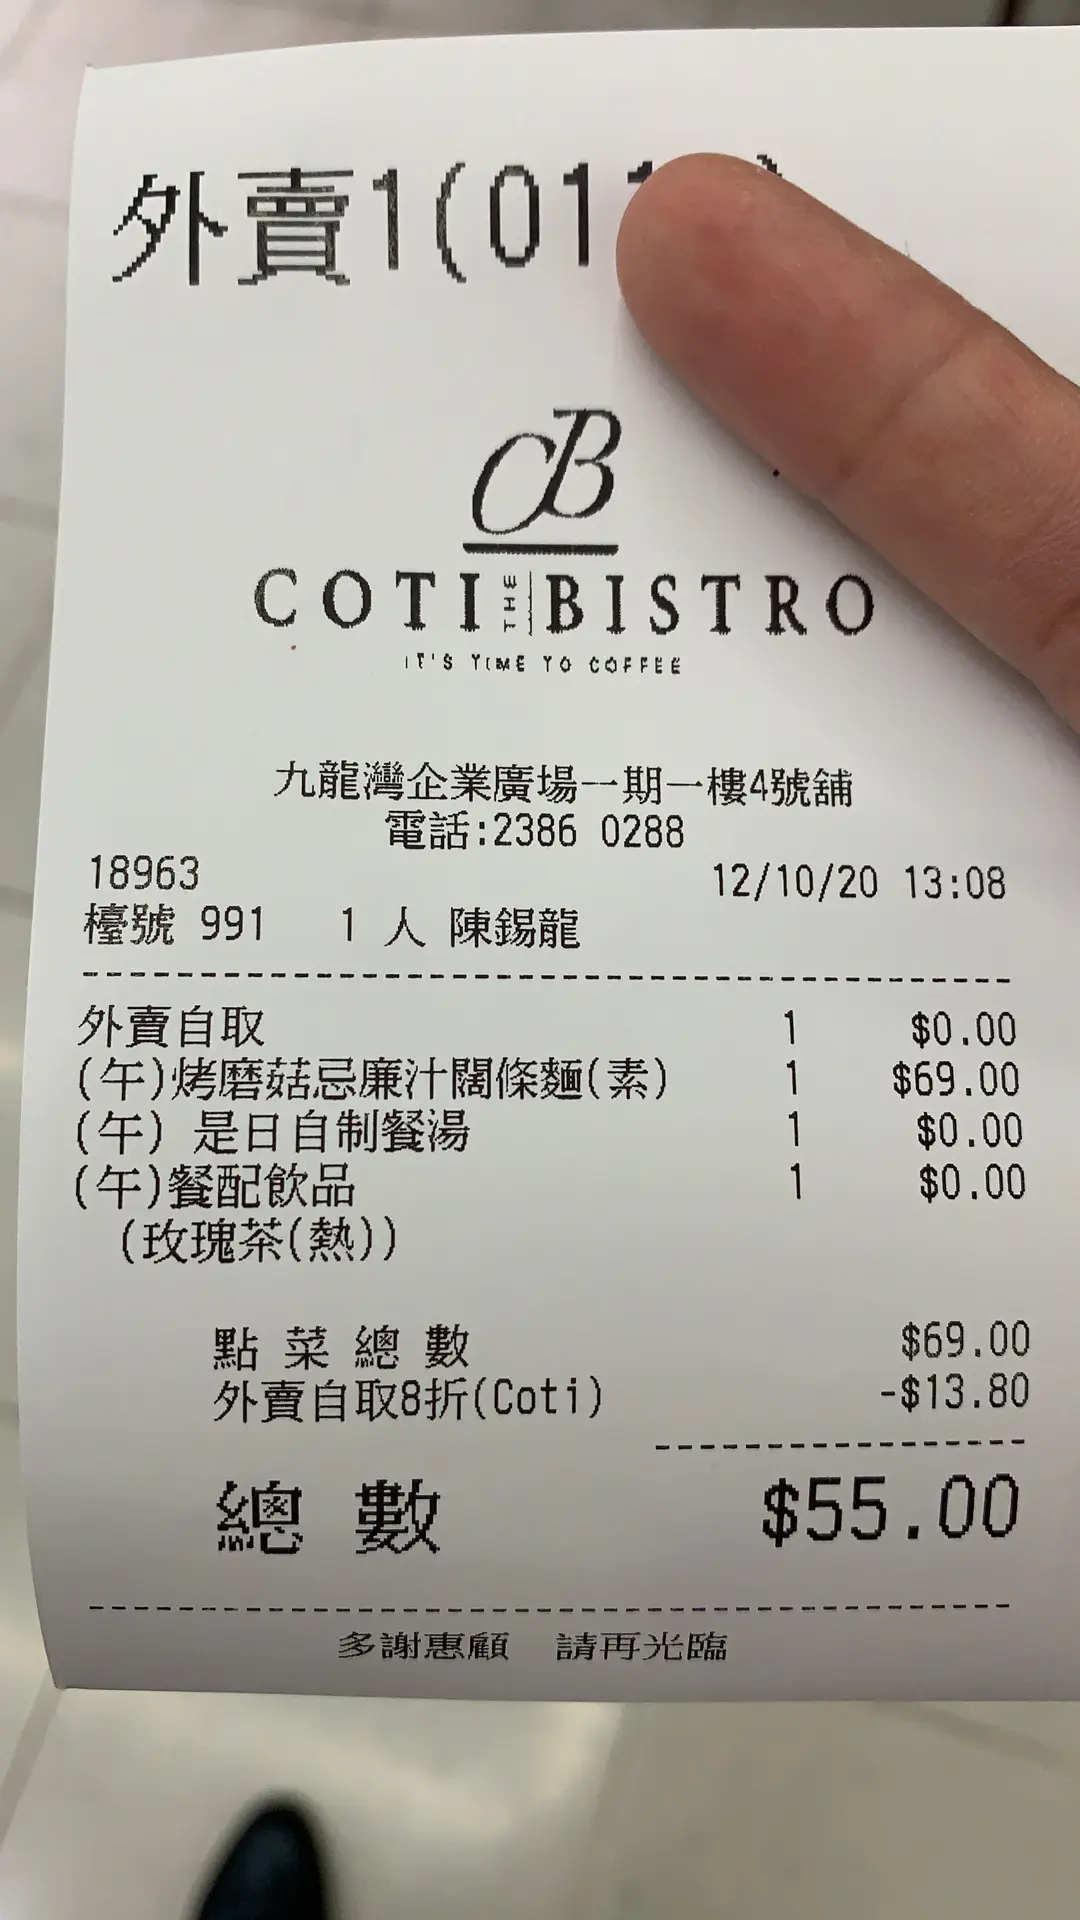 外賣1(011
CB
COTI THE BISTRO
IT'S TIME TO COFFEE
九龍灣企業廣場一期一樓4號舖
電話:2386 0288
18963 12/10/20 13:08
檯號 991 1 人 陳錫龍
外賣自取 1 $0.00
(午)烤磨菇忌廉汁闊條麵(素) 1 $69.00
(午) 是日自制餐湯 1 $0.00
(午)餐配飲品 1 $0.00
(玫瑰茶(熱))
點菜總數 $69.00
外賣自取8折(Coti) -$13.80
總數 $55.00
多謝惠顧 請再光臨